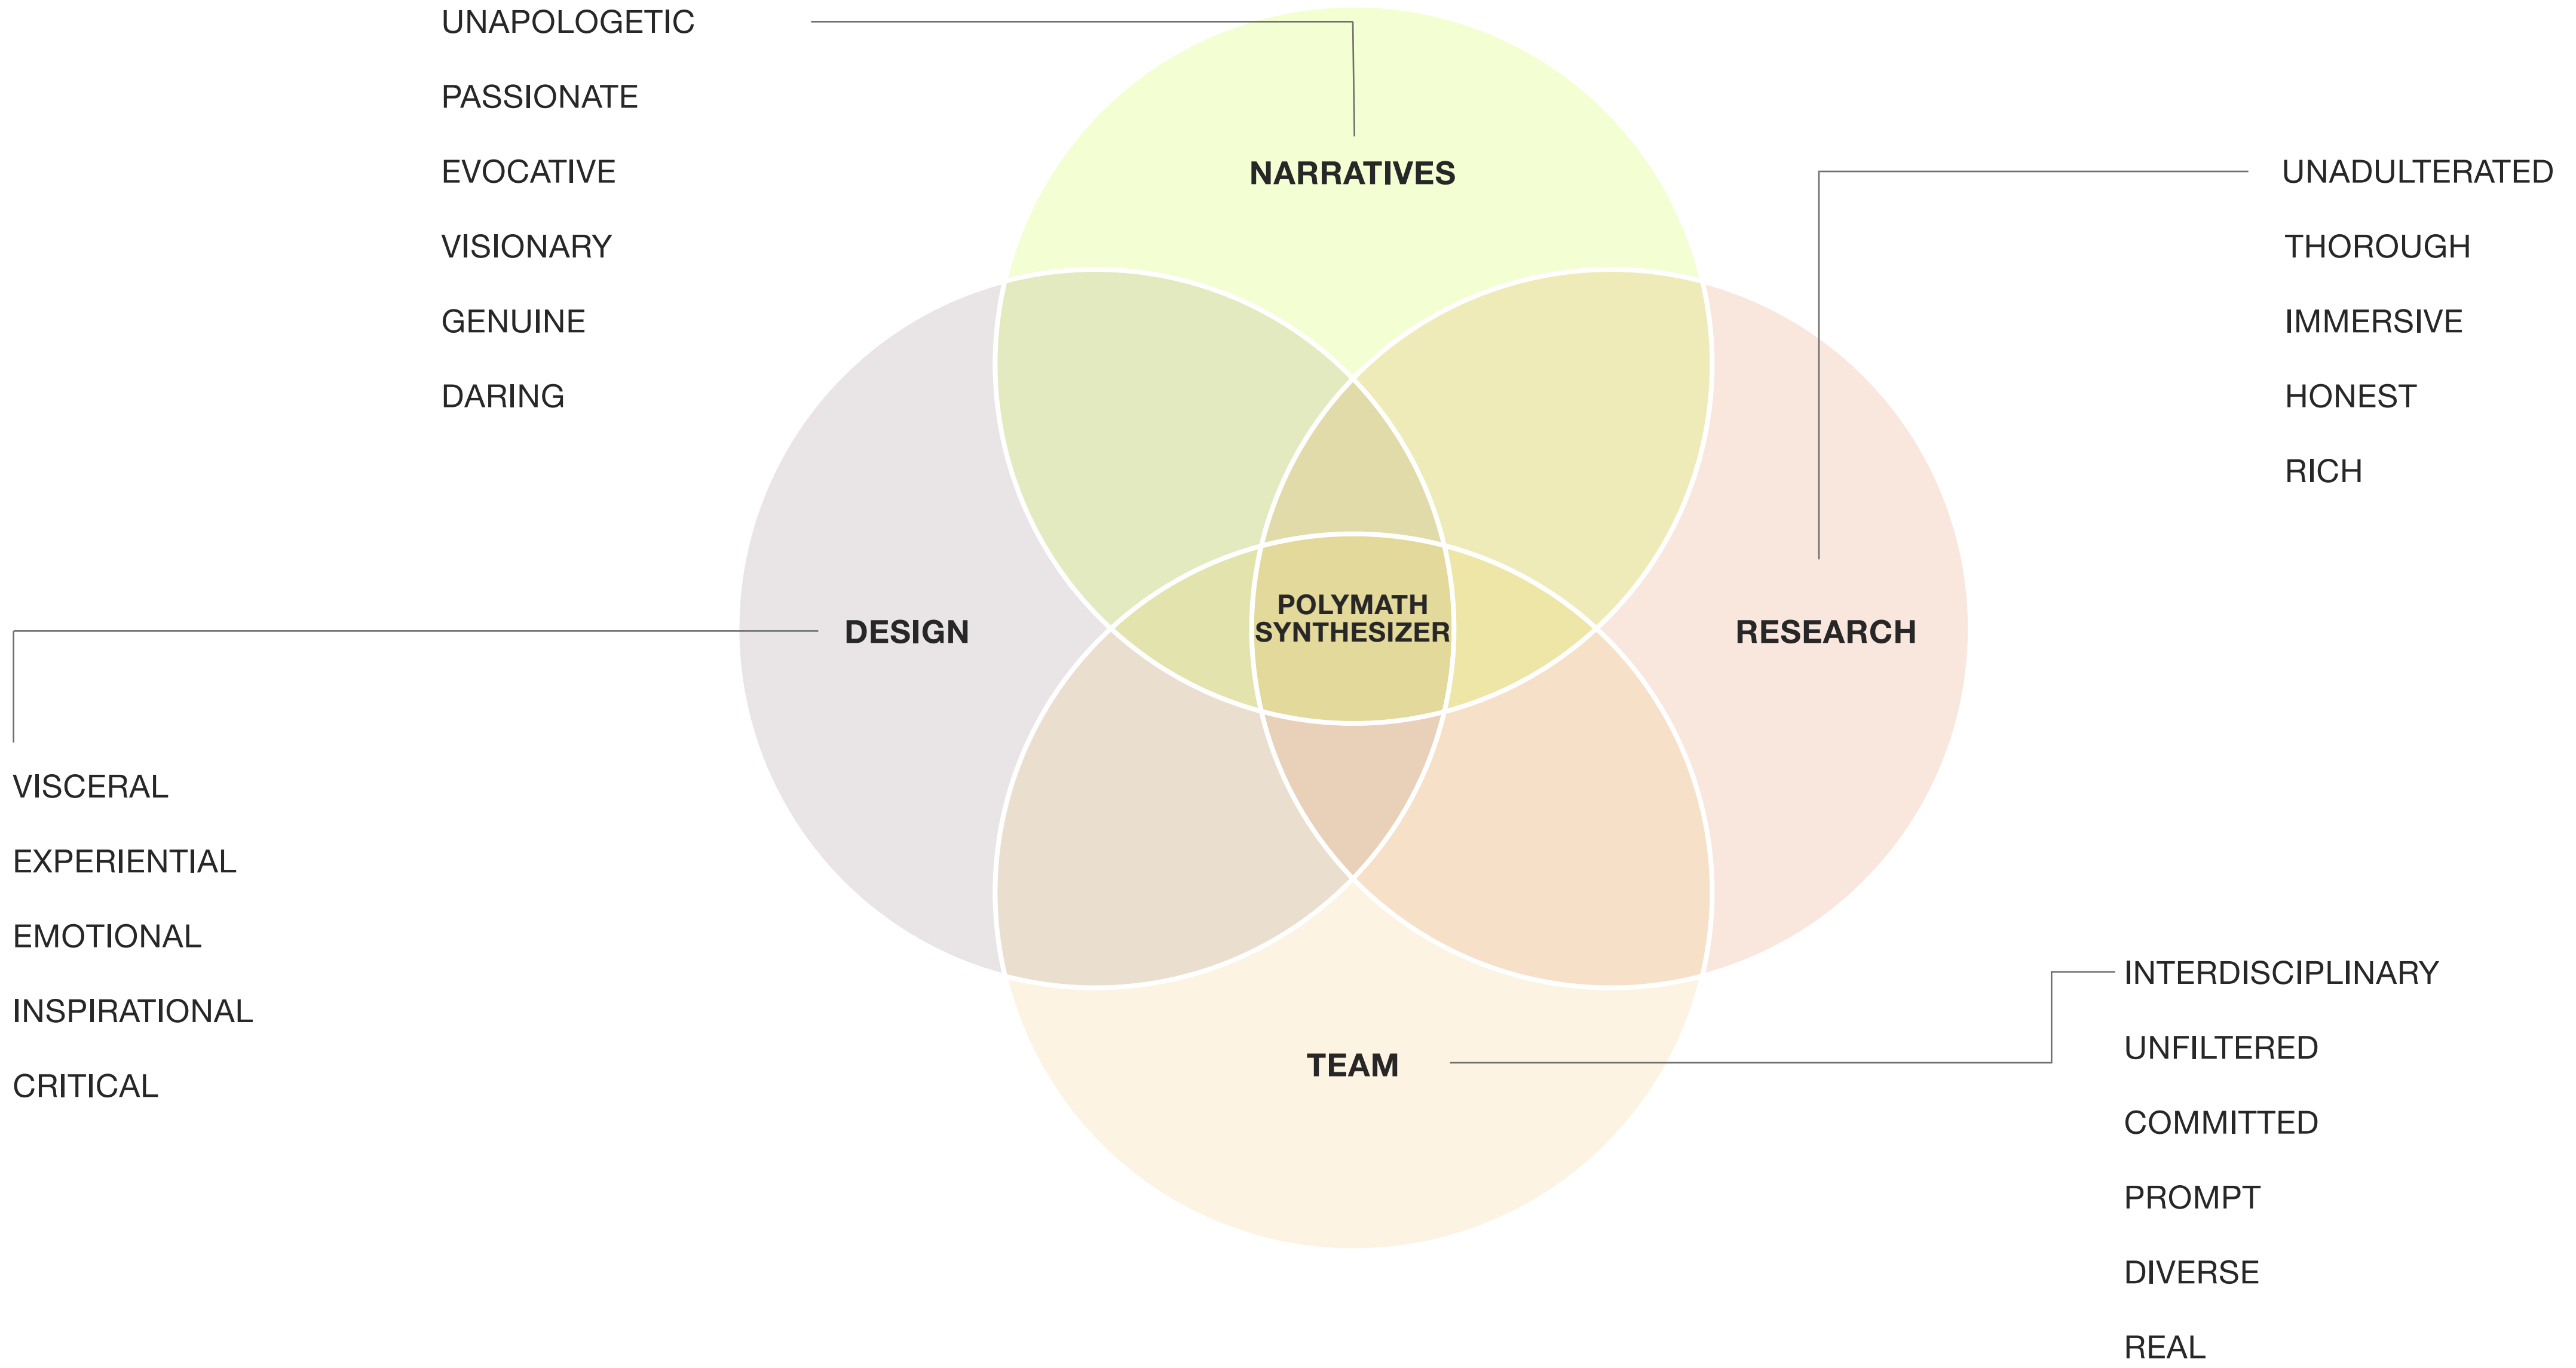 UNAPOLOGETIC
PASSIONATE
EVOCATIVE
VISIONARY
GENUINE
DARING
NARRATIVES
UNADULTERATED
THOROUGH
IMMERSIVE
HONEST
RICH
DESIGN
POLYMATH
SYNTHESIZER
RESEARCH
VISCERAL
EXPERIENTIAL
EMOTIONAL
INSPIRATIONAL
CRITICAL
TEAM
INTERDISCIPLINARY
UNFILTERED
COMMITTED
PROMPT
DIVERSE
REAL